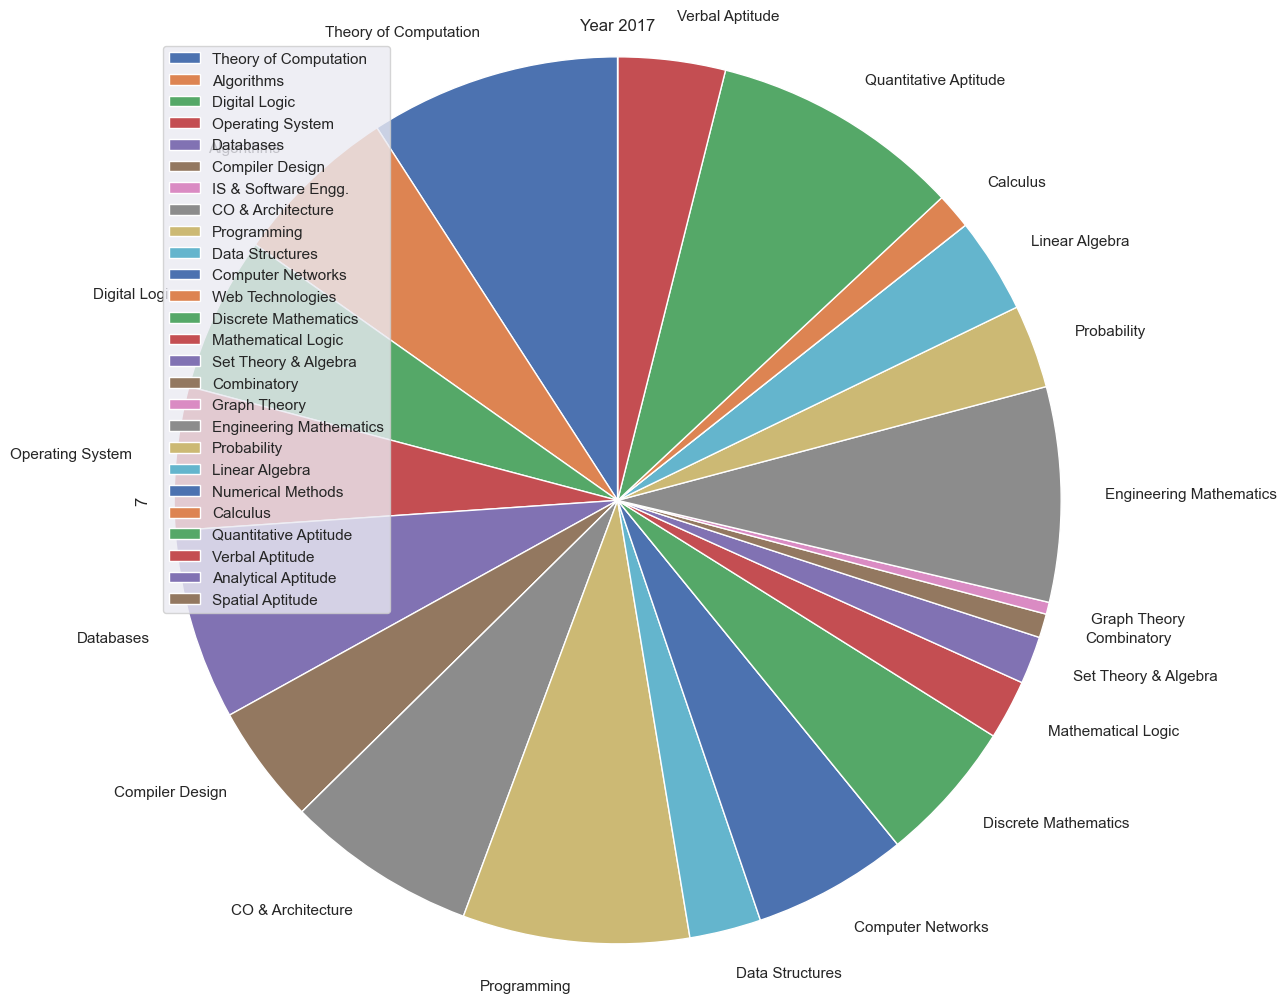 Year 2017
Theory of Computation
Algorithms
Digital Logic
Operating System
Databases
Compiler Design
IS & Software Engg.
CO & Architecture
Programming
Data Structures
Computer Networks
Web Technologies
Discrete Mathematics
Mathematical Logic
Set Theory & Algebra
Combinatory
Graph Theory
Engineering Mathematics
Probability
Linear Algebra
Numerical Methods
Calculus
Quantitative Aptitude
Verbal Aptitude
Analytical Aptitude
Spatial Aptitude
Theory of Computation
Algorithms
Digital Logic
Operating System
7
Databases
Compiler Design
CO & Architecture
Programming
Data Structures
Computer Networks
Discrete Mathematics
Mathematical Logic
Set Theory & Algebra
Combinatory
Graph Theory
Engineering Mathematics
Probability
Linear Algebra
Calculus
Quantitative Aptitude
Verbal Aptitude